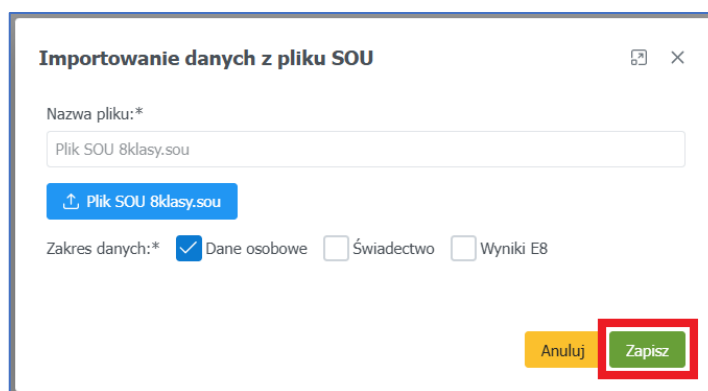 Importowanie danych z pliku SOU
Nazwa pliku:*
Plik SOU 8klasy.sou
Plik SOU 8klasy.sou
Zakres danych:* Dane osobowe Świadectwo Wyniki E8
Anuluj Zapisz